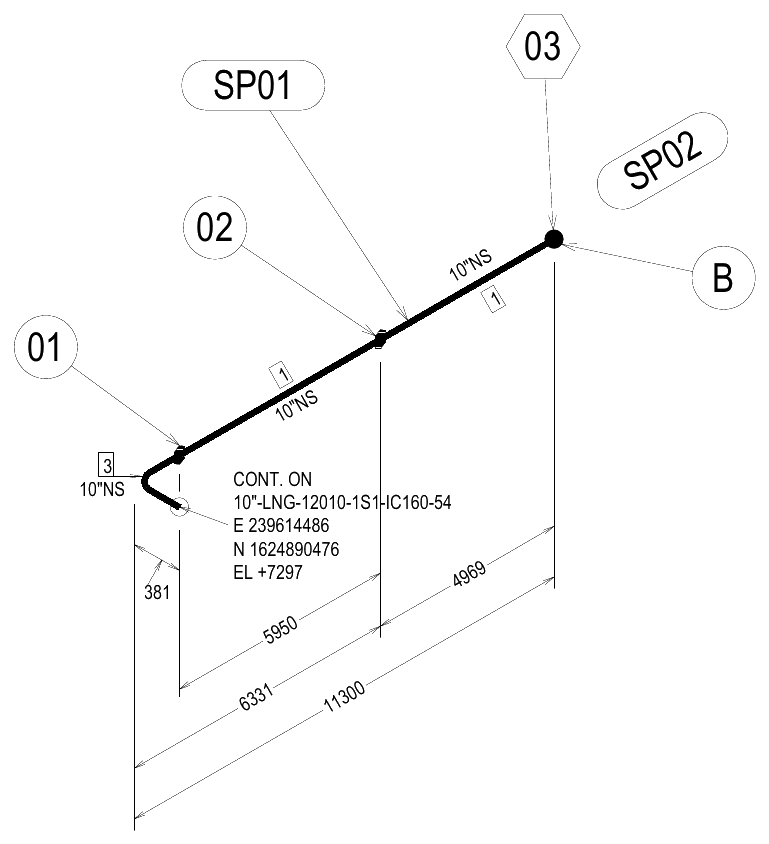 03
SP01
SP02
02
10"NS
B
1
01
1
10"NS
3
10"NS
CONT. ON
10"-LNG-12010-1S1-IC160-54
E 239614486
N 1624890476
EL +7297
381
4969
5950
6331
11300